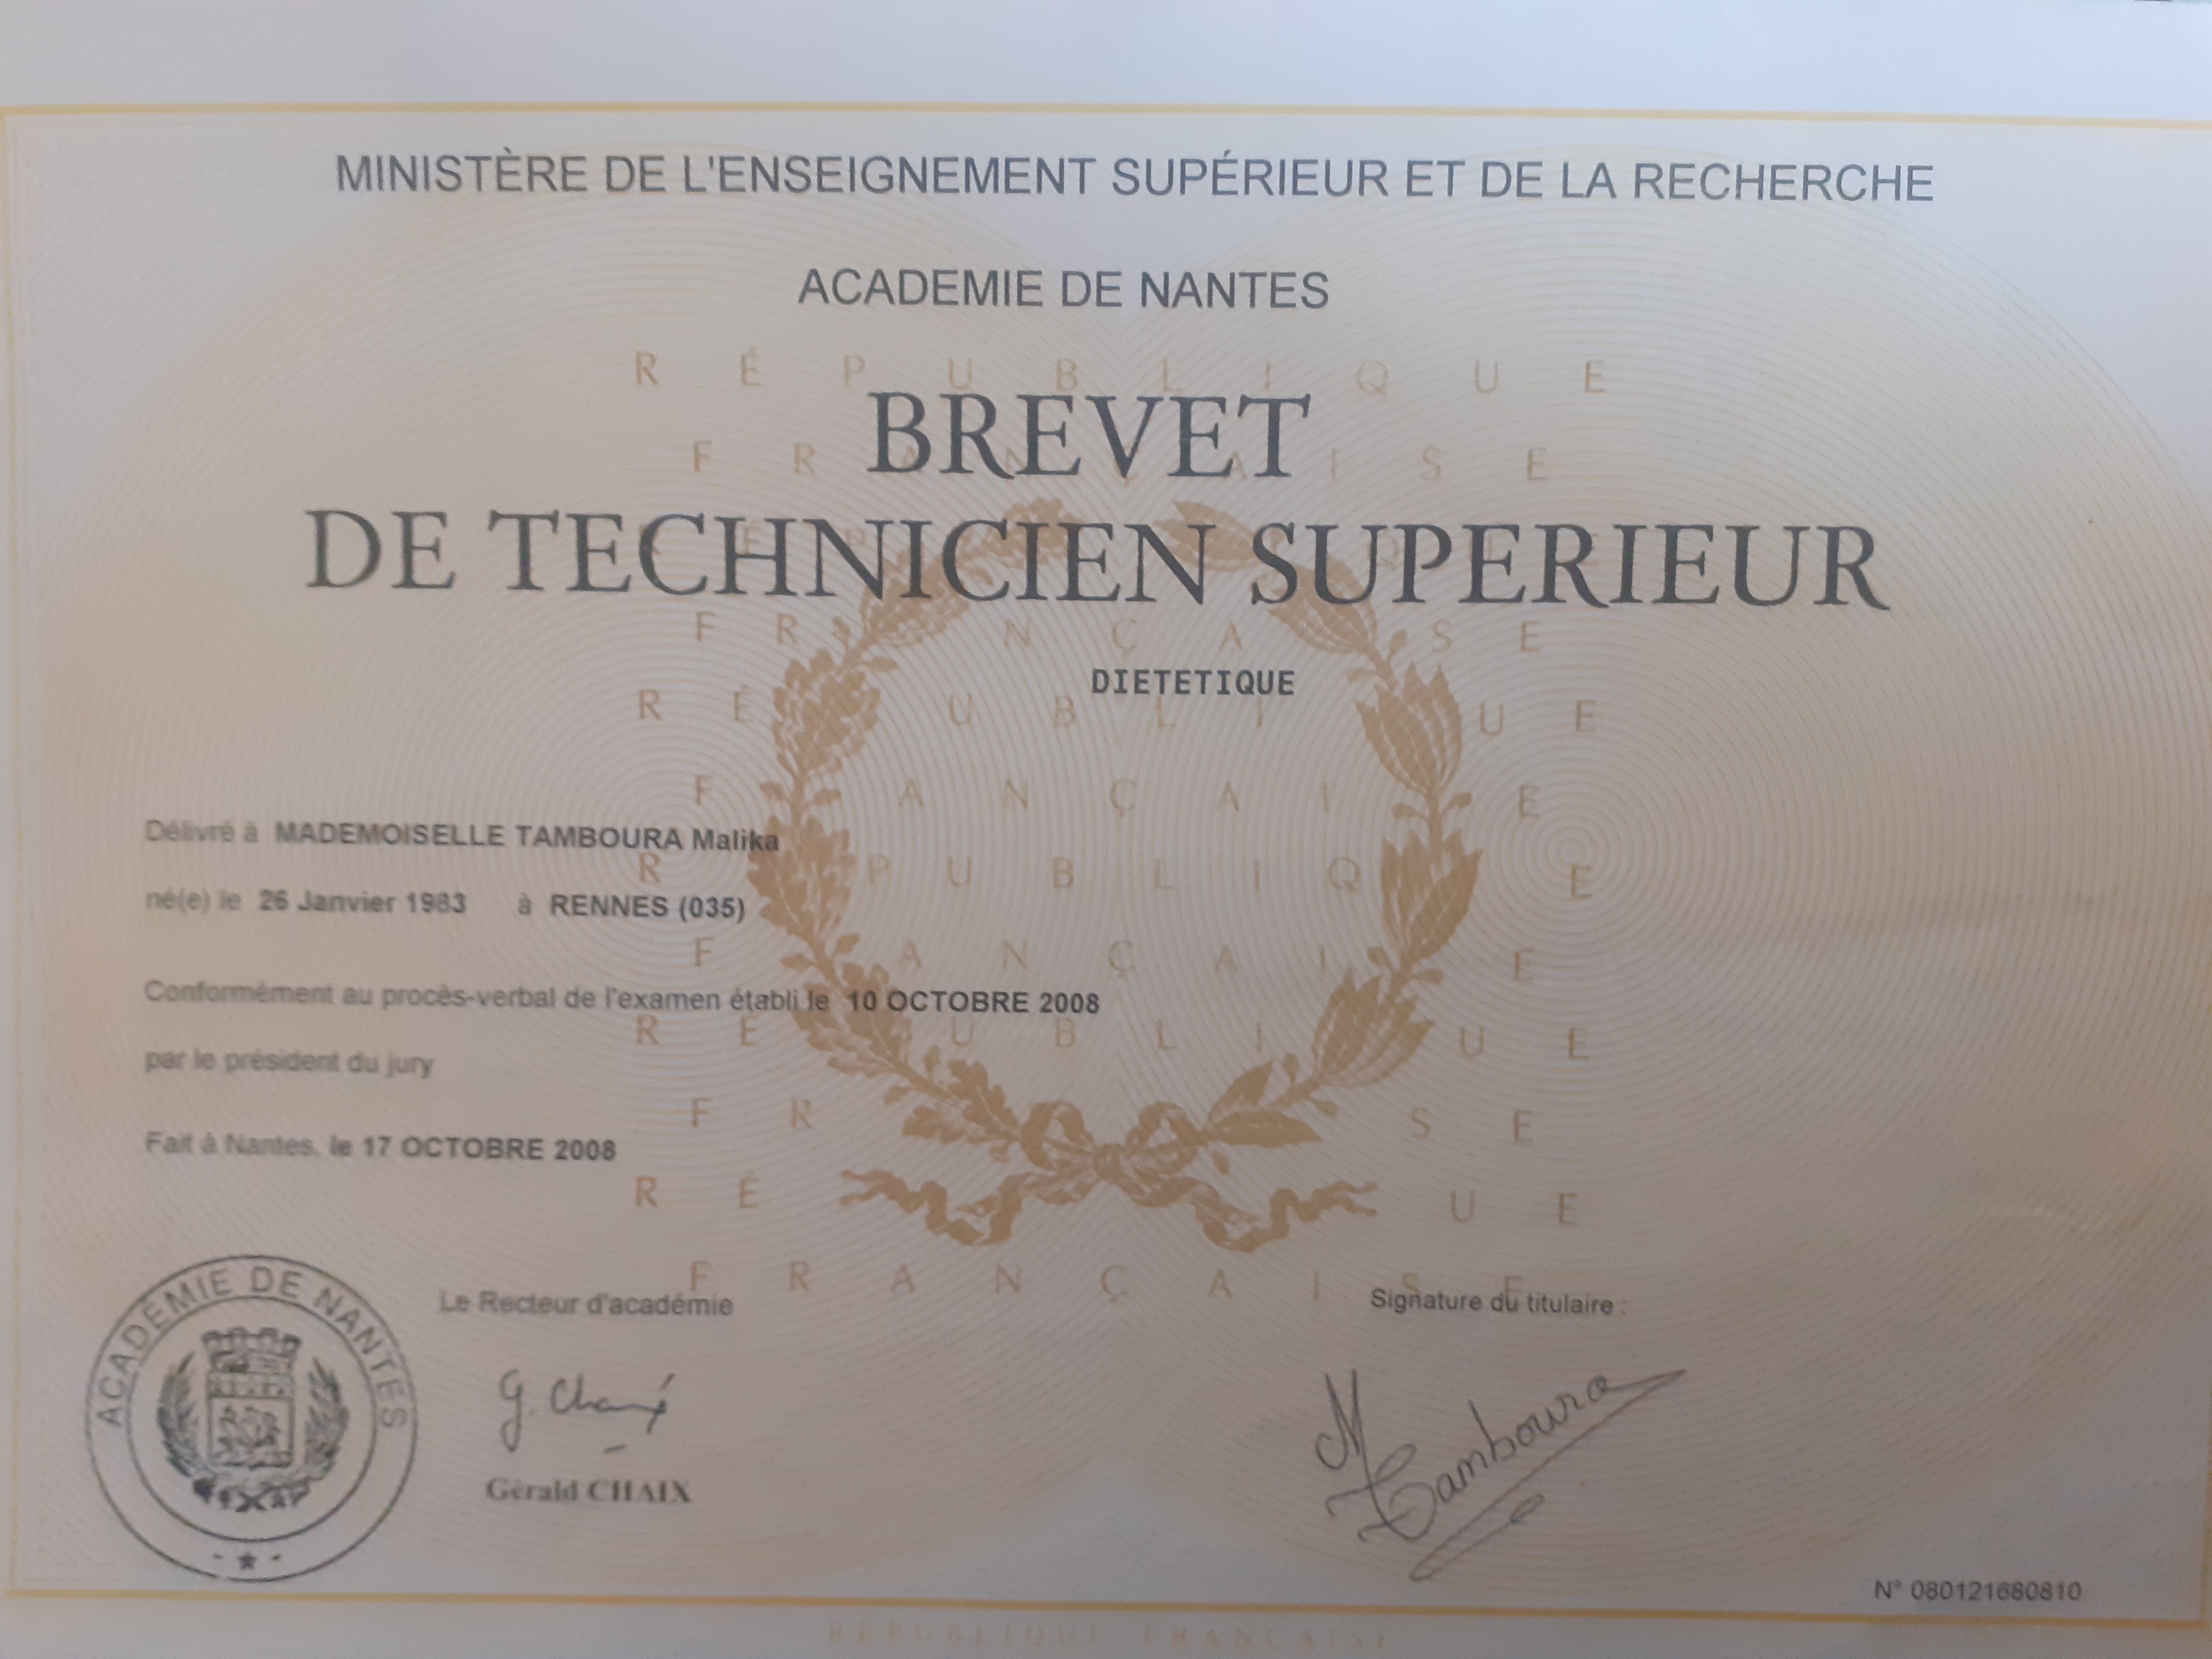 MINISTÈRE DE L'ENSEIGNEMENT SUPÉRIEUR ET DE LA RECHERCHE
ACADEMIE DE NANTES
BREVET
DE TECHNICIEN SUPERIEUR
DIETETIQUE
Délivré à MADEMOISELLE TAMBOURA Malika
né(e) le 26 Janvier 1983 à RENNES (035)
Conformément au procès-verbal de l'examen établi le 10 OCTOBRE 2008
par le président du jury
Fait à Nantes, le 17 OCTOBRE 2008
Le Recteur d'académie
Signature du titulaire :
G Chaix
Gérald CHAIX
M Tamboura
ACADEMIE DE NANTES
N° 080121680810
RÉPUBLIQUE FRANÇAISE